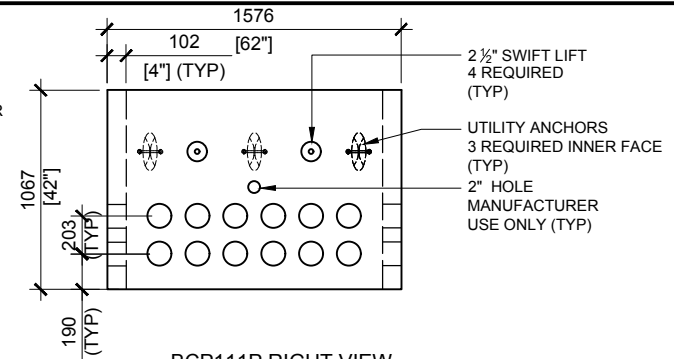 1576
[62"]
102
[4"] (TYP)
2 ½" SWIFT LIFT
4 REQUIRED
(TYP)
UTILITY ANCHORS
3 REQUIRED INNER FACE
(TYP)
2" HOLE
MANUFACTURER
USE ONLY (TYP)
1067
[42"]
203
(TYP)
190
(TYP)